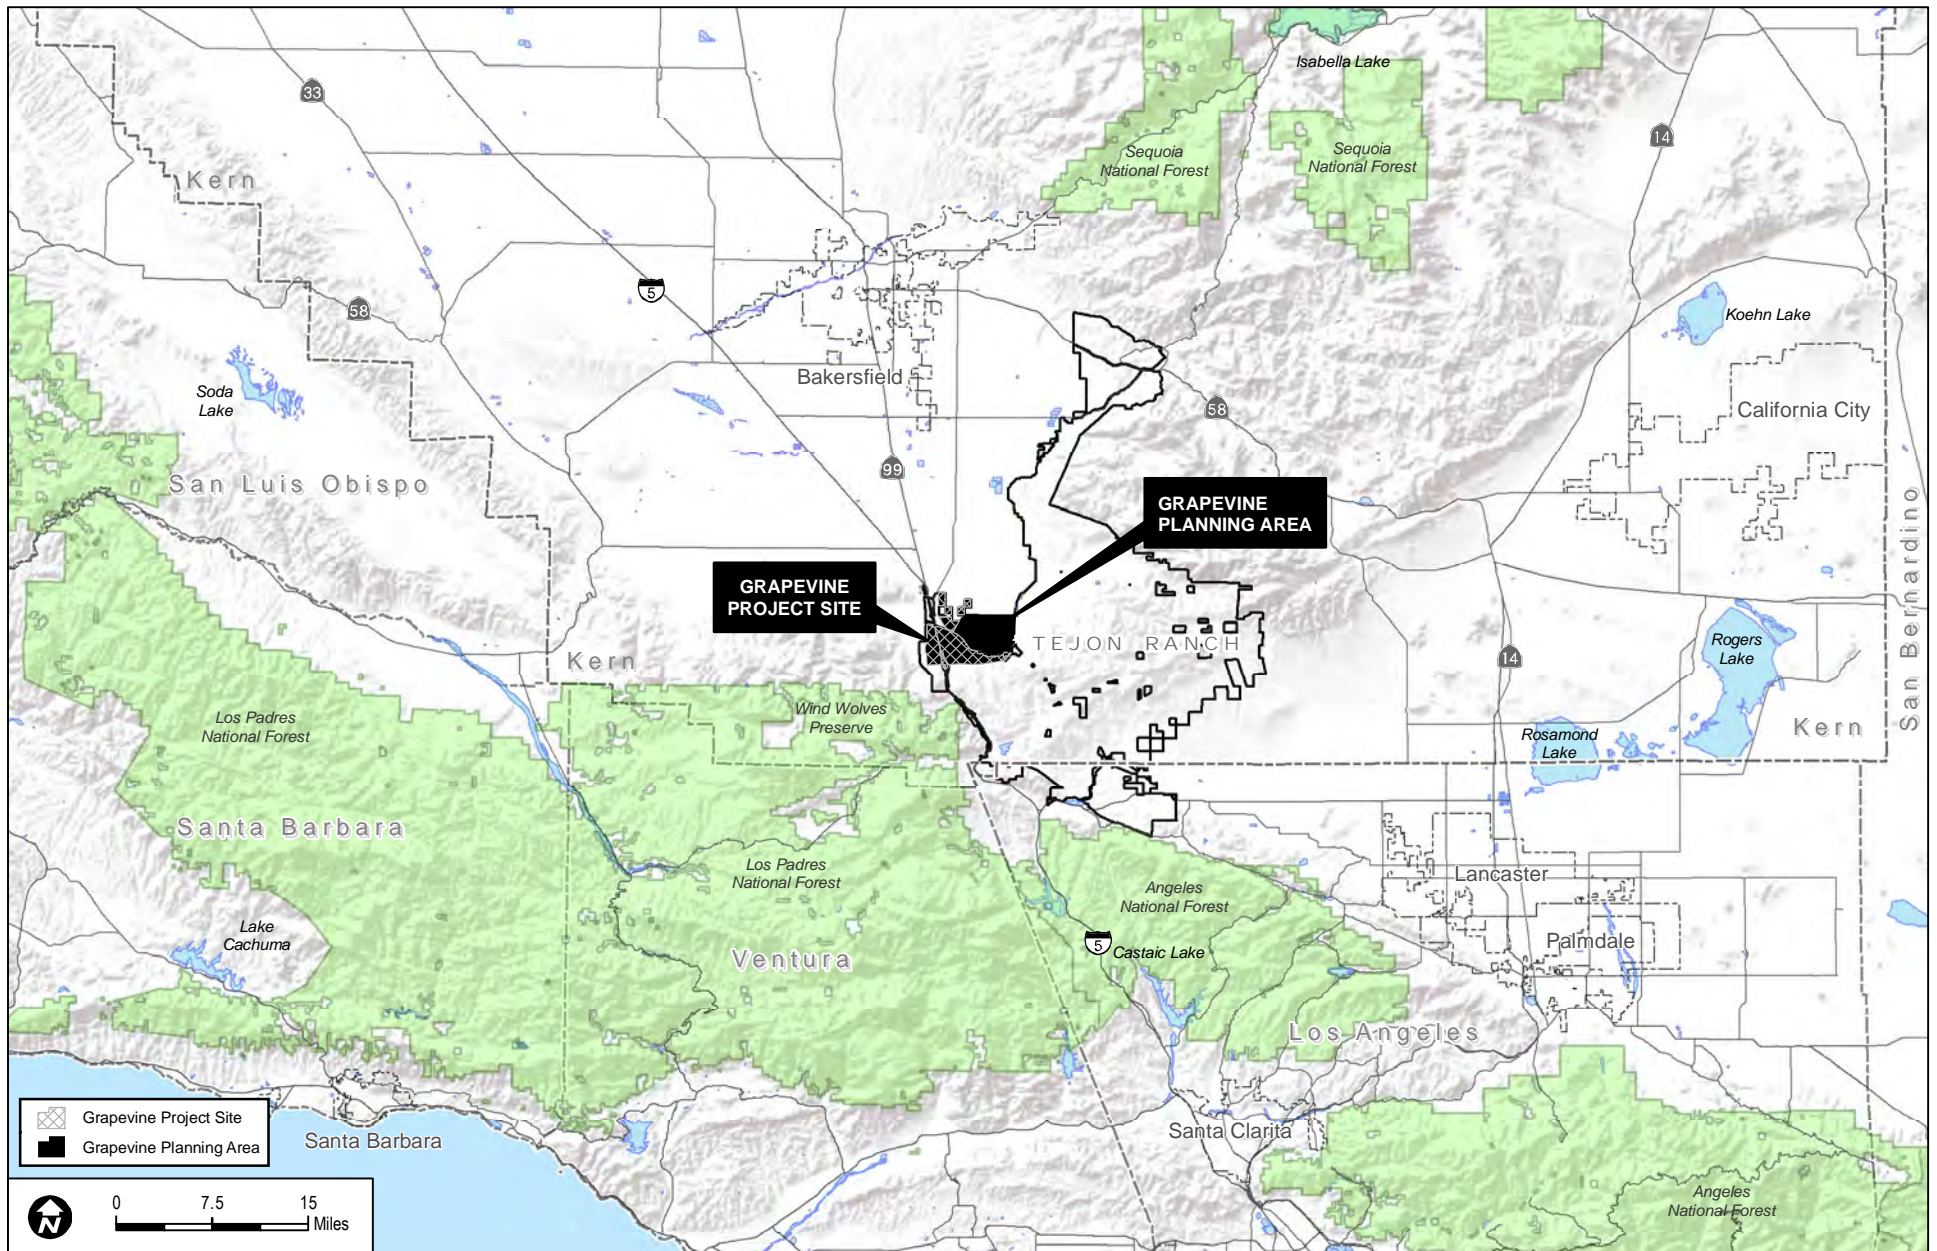 Isabella Lake
33
14
Sequoia
National Forest
Sequoia
National Forest
Kern
5
58
Koehn Lake
Soda
Lake
Bakersfield
58
California City
99
San Luis Obispo
GRAPEVINE
PLANNING AREA
San Bernardino
GRAPEVINE
PROJECT SITE
TEJON RANCH
Rogers
Lake
14
Kern
Los Padres
National Forest
Wind Wolves
Preserve
Kern
Rosamond
Lake
Santa Barbara
Los Padres
National Forest
Lancaster
Angeles
National Forest
Lake
Cachuma
Palmdale
5
Castaic Lake
Ventura
Los Angeles
Grapevine Project Site
Grapevine Planning Area
Santa Barbara
Santa Clarita
Angeles
National Forest
N
0 7.5 15
Miles